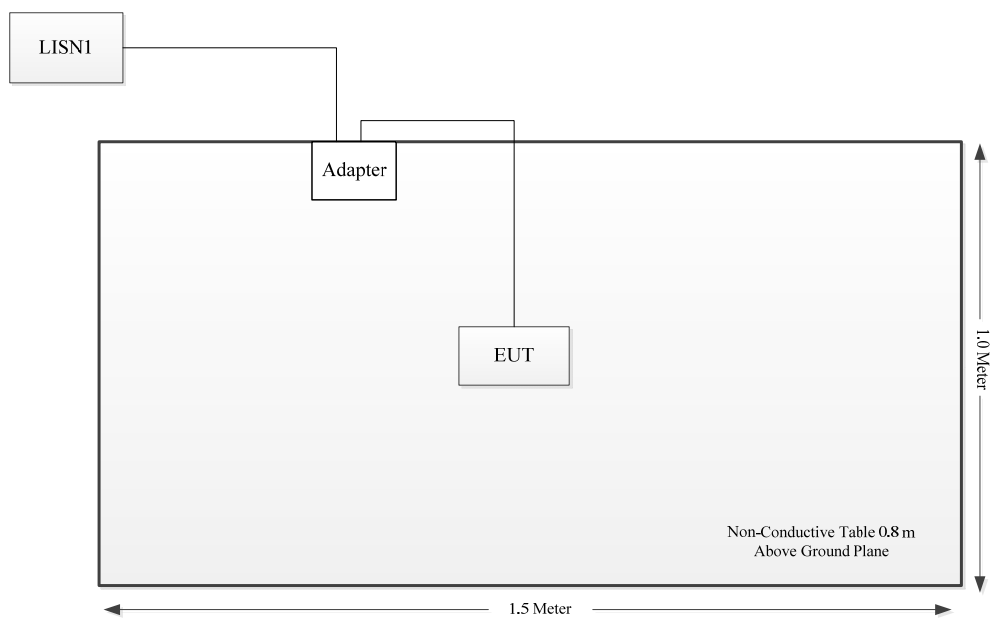 LISN1
Adapter
EUT
1.0 Meter
Non-Conductive Table 0.8 m
Above Ground Plane
1.5 Meter